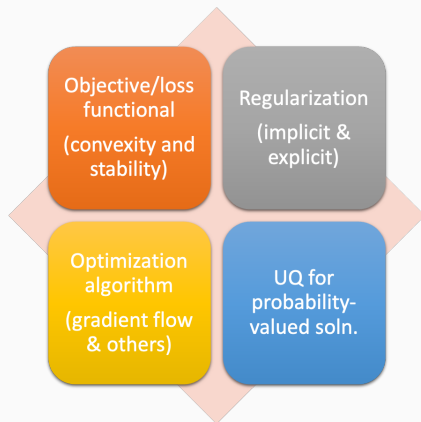 Objective/loss
functional
(convexity and
stability)
Regularization
(implicit &
explicit)
Optimization
algorithm
(gradient flow
& others)
UQ for
probability-
valued soln.